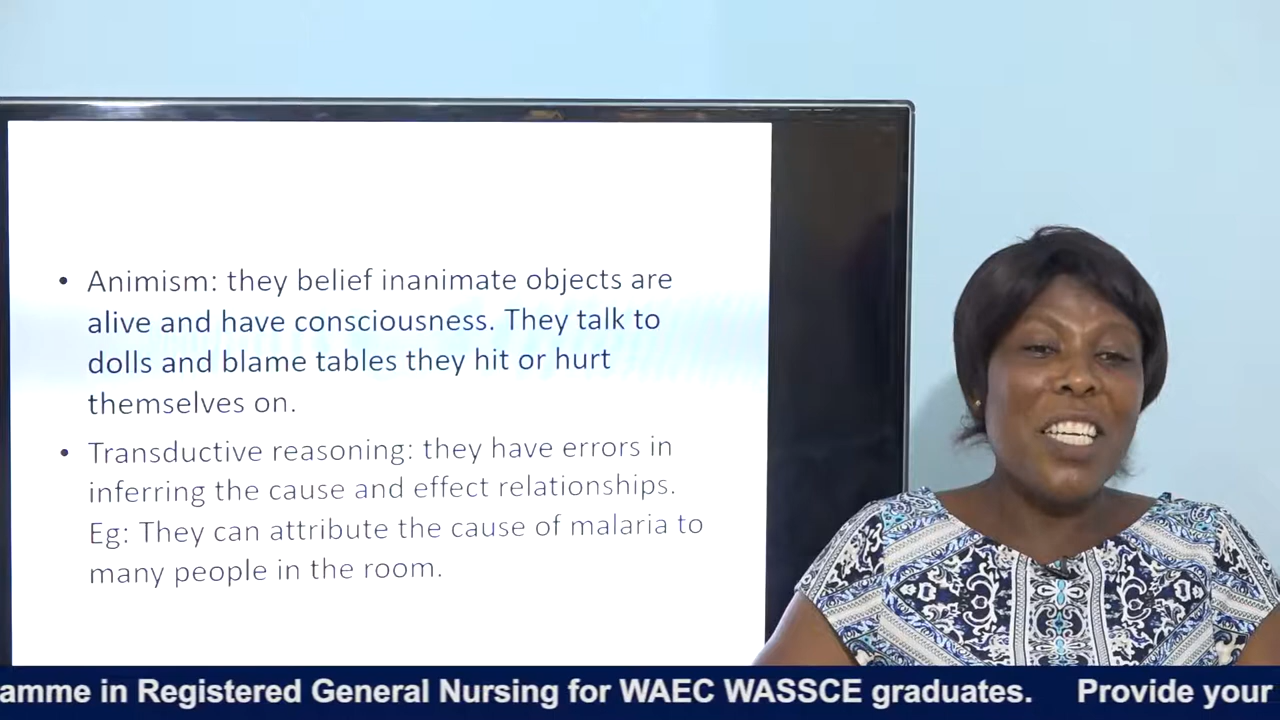 • Animism: they belief inanimate objects are
alive and have consciousness. They talk to
dolls and blame tables they hit or hurt
themselves on.
• Transductive reasoning: they have errors in
inferring the cause and effect relationships.
Eg: They can attribute the cause of malaria to
many people in the room.
amme in Registered General Nursing for WAEC WASSCE graduates. Provide your